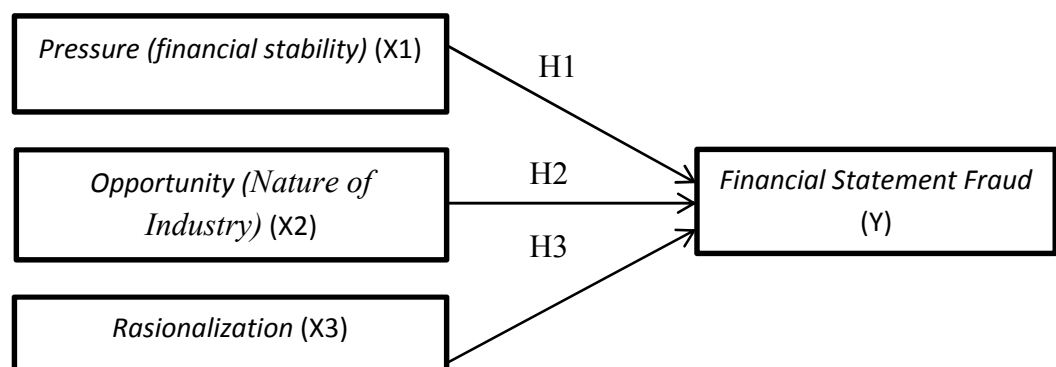 Pressure (financial stability) (X1)
H1
Opportunity (Nature of
Industry) (X2)
H2
Financial Statement Fraud
(Y)
H3
Rasionalization (X3)